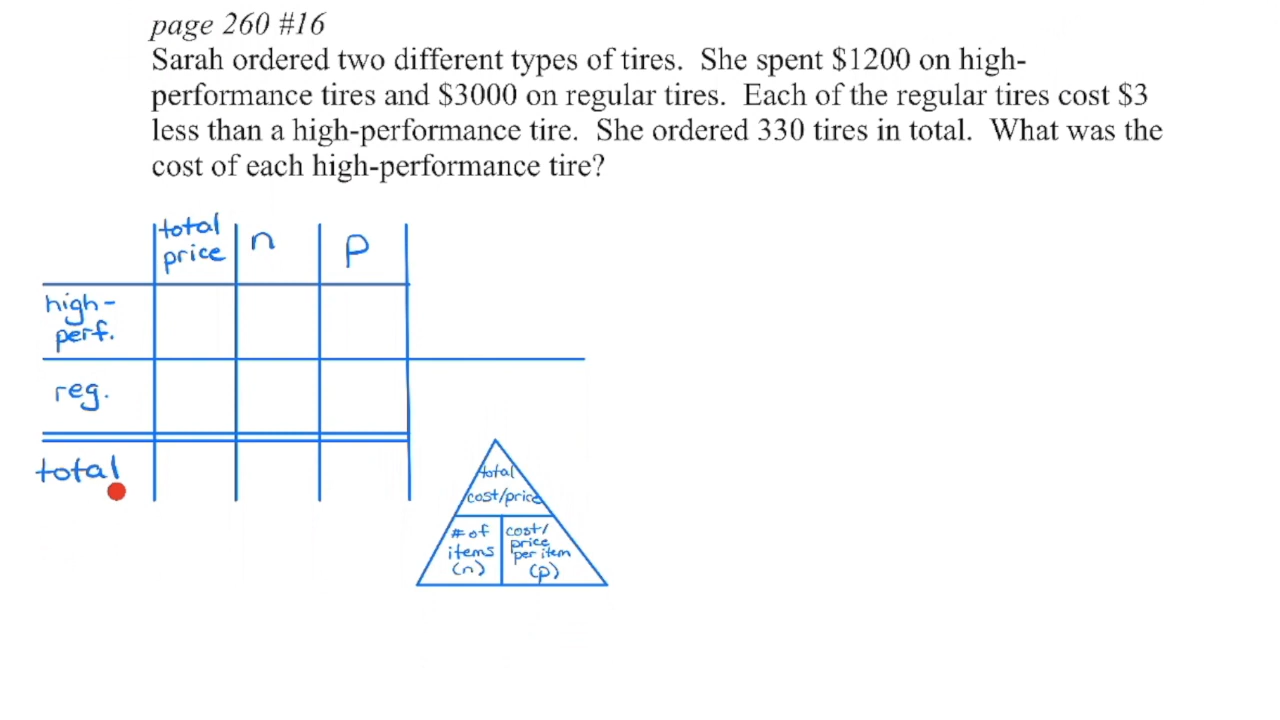 page 260 #16
Sarah ordered two different types of tires. She spent $1200 on high-
performance tires and $3000 on regular tires. Each of the regular tires cost $3
less than a high-performance tire. She ordered 330 tires in total. What was the
cost of each high-performance tire?
total
price
n
p
high-
perf.
reg.
total
total
cost/price
# of
items
(n)
cost/
price
per item
(p)